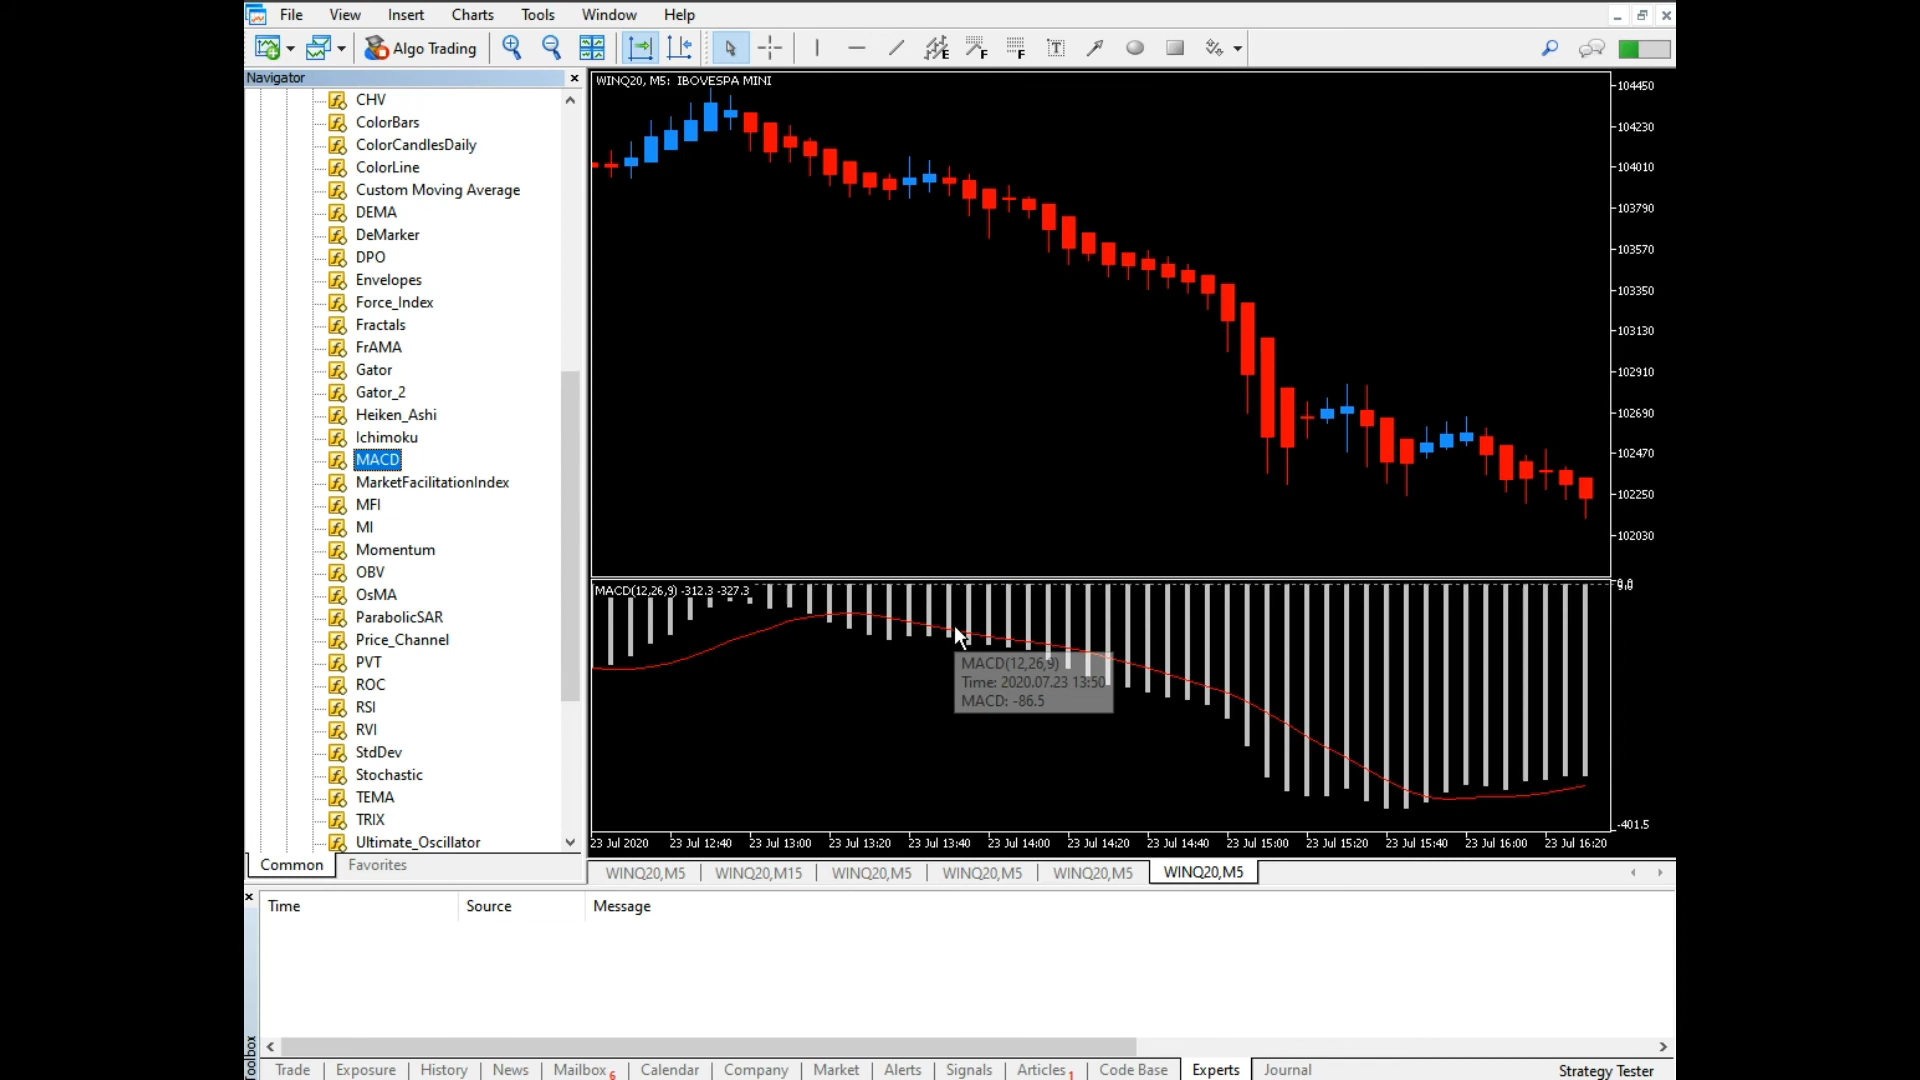 File View Insert Charts Tools Window Help
Algo Trading
Navigator
CHV
ColorBars
ColorCandlesDaily
ColorLine
Custom Moving Average
DEMA
DeMarker
DPO
Envelopes
Force_Index
Fractals
FrAMA
Gator
Gator_2
Heiken_Ashi
Ichimoku
MACD
MarketFacilitationIndex
MFI
MI
Momentum
OBV
OsMA
ParabolicSAR
Price_Channel
PVT
ROC
RSI
RVI
StdDev
Stochastic
TEMA
TRIX
Ultimate_Oscillator
Common Favorites
WINQ20, M5: IBOVESPA MINI
104450
104230
104010
103790
103570
103350
103130
102910
102690
102470
102250
102030
MACD(12,26,9) -312.3 -327.3
MACD(12,26,9)
Time: 2020.07.23 13:50
MACD: -86.5
-401.5
23 Jul 2020 23 Jul 12:40 23 Jul 13:00 23 Jul 13:20 23 Jul 13:40 23 Jul 14:00 23 Jul 14:20 23 Jul 14:40 23 Jul 15:00 23 Jul 15:20 23 Jul 15:40 23 Jul 16:00 23 Jul 16:20
WINQ20,M5 WINQ20,M15 WINQ20,M5 WINQ20,M5 WINQ20,M5 WINQ20,M5
Time Source Message
Toolbox
Trade Exposure History News Mailbox 6 Calendar Company Market Alerts Signals Articles 1 Code Base Experts Journal Strategy Tester